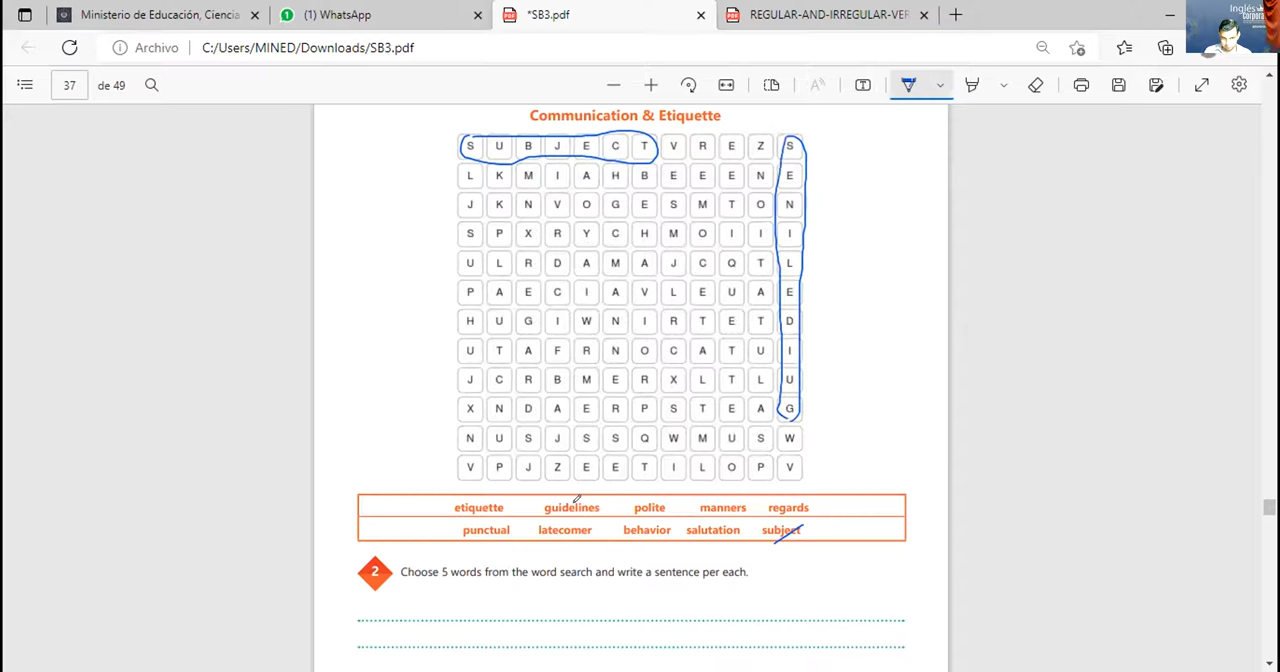 Ministerio de Educación, Ciencia
(1) WhatsApp
*SB3.pdf
REGULAR-AND-IRREGULAR-VER
Inglés
Corpora
Archivo C:/Users/MINED/Downloads/SB3.pdf
37 de 49
Communication & Etiquette
S U B J E C T V R E Z S
L K M I A H B E E E N E
J K N V O G E S M T O N
S P X R Y C H M O I I I
U L R D A M A J C Q T L
P A E C I A V L E U A E
H U G I W N I R T E T D
U T A F R N O C A T U I
J C R B M E R X L T L U
X N D A E R P S T E A G
N U S J S S Q W M U S W
V P J Z E E T I L O P V
etiquette guidelines polite manners regards
punctual latecomer behavior salutation subject
2 Choose 5 words from the word search and write a sentence per each.